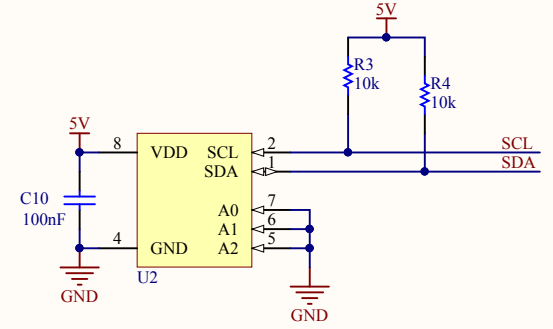 5V
R3
10k
R4
10k
5V
8
VDD
SCL
2
SCL
SDA
1
SDA
C10
100nF
A0
7
A1
6
4
GND
A2
5
U2
GND
GND